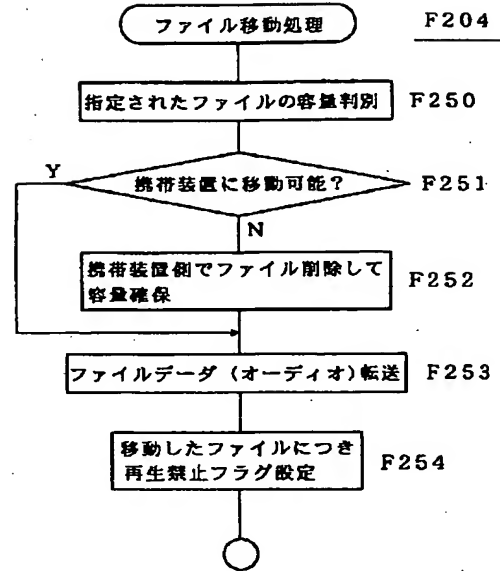 ファイル移動処理
F204
指定されたファイルの容量判別
F250
Y
携帯装置に移動可能?
F251
N
携帯装置側でファイル削除して
容量確保
F252
ファイルデータ (オーディオ)転送
F253
移動したファイルにつき
再生禁止フラグ設定
F254